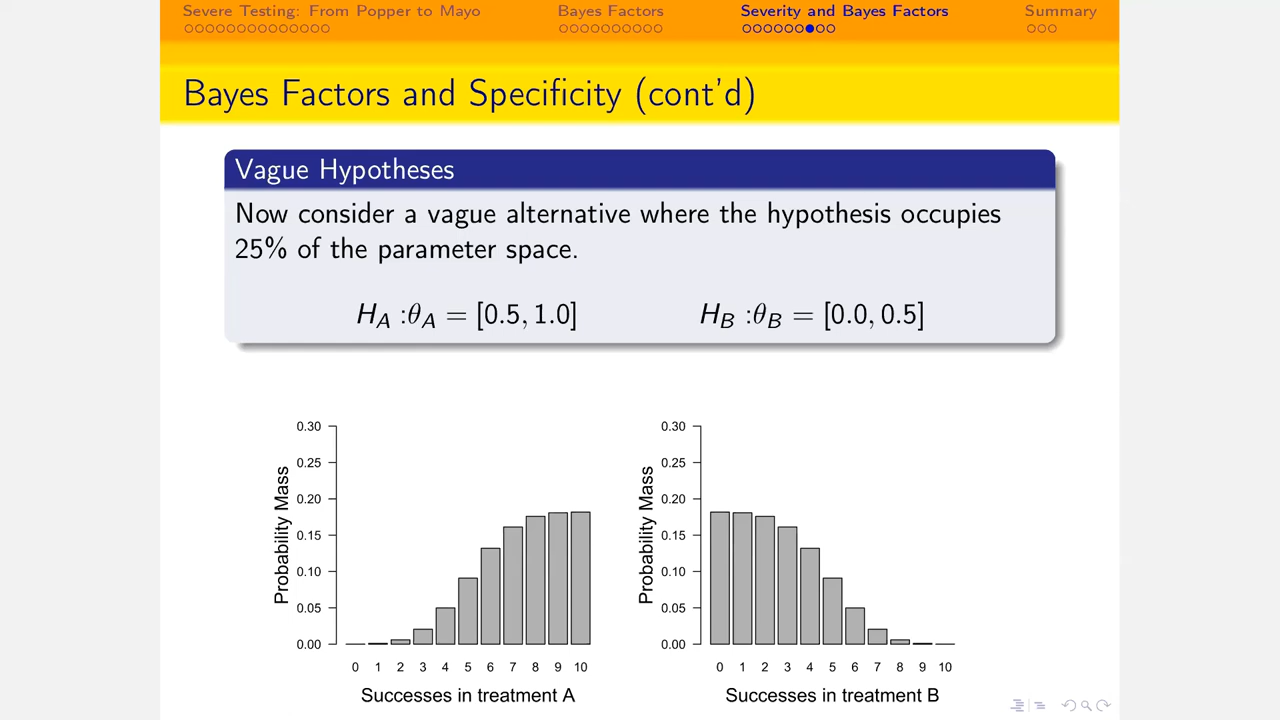 Severe Testing: From Popper to Mayo Bayes Factors Severity and Bayes Factors Summary
Bayes Factors and Specificity (cont'd)
Vague Hypotheses
Now consider a vague alternative where the hypothesis occupies
25% of the parameter space.
H_A :θ_A = [0.5, 1.0] H_B :θ_B = [0.0, 0.5]
Probability Mass
0.30
0.25
0.20
0.15
0.10
0.05
0.00
0 1 2 3 4 5 6 7 8 9 10
Successes in treatment A
Probability Mass
0.30
0.25
0.20
0.15
0.10
0.05
0.00
0 1 2 3 4 5 6 7 8 9 10
Successes in treatment B